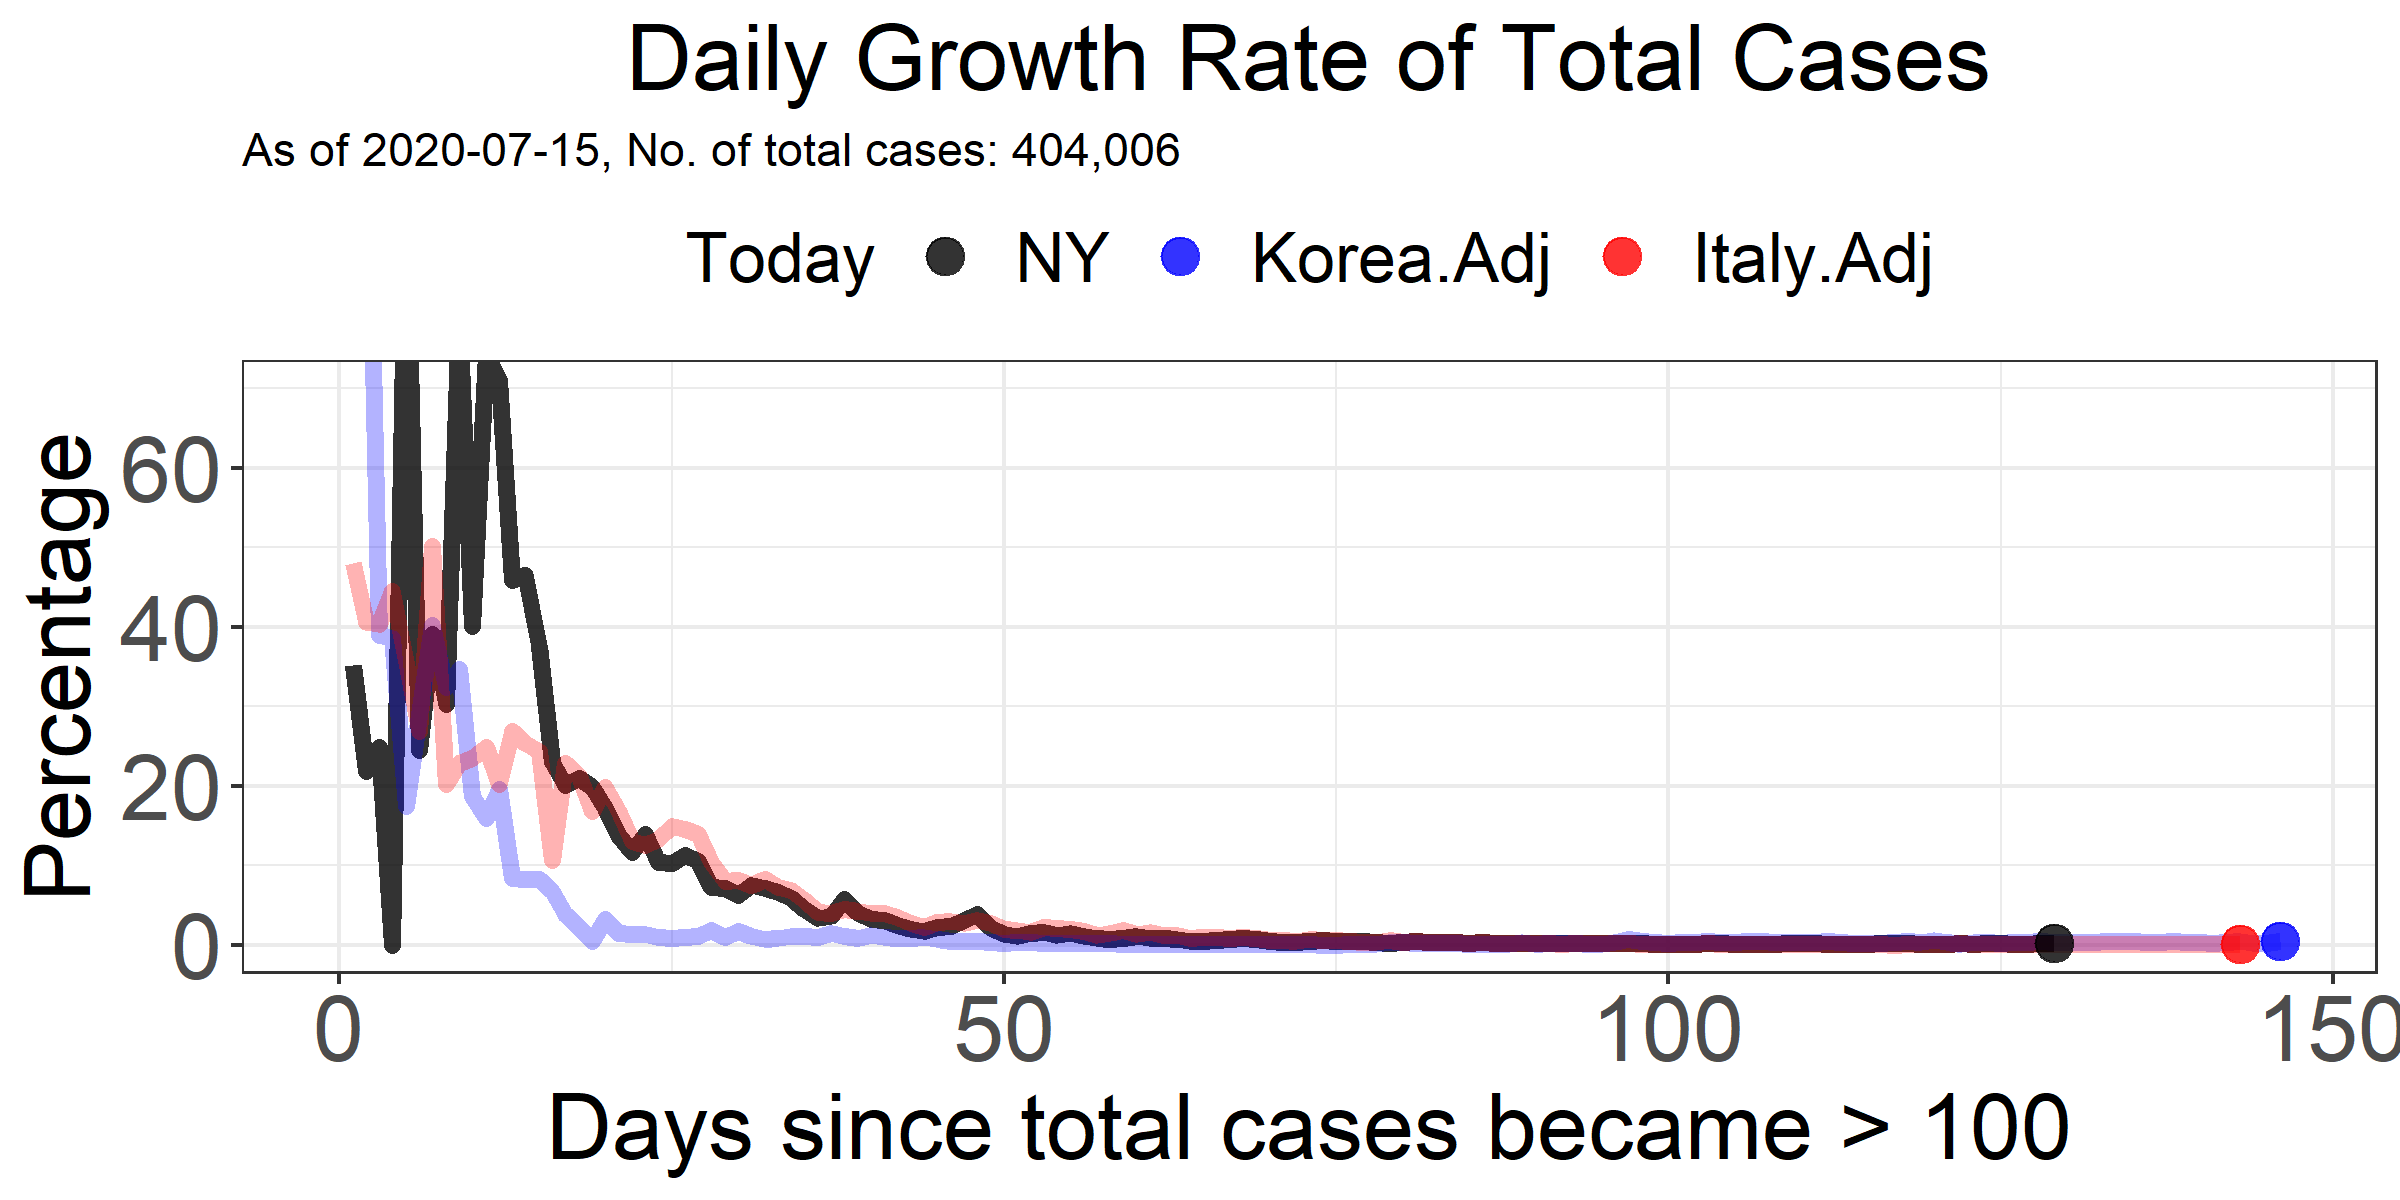 Daily Growth Rate of Total Cases
As of 2020-07-15, No. of total cases: 404,006
Today NY Korea.Adj Italy.Adj
Percentage
60
40
20
0
0 50 100 150
Days since total cases became > 100